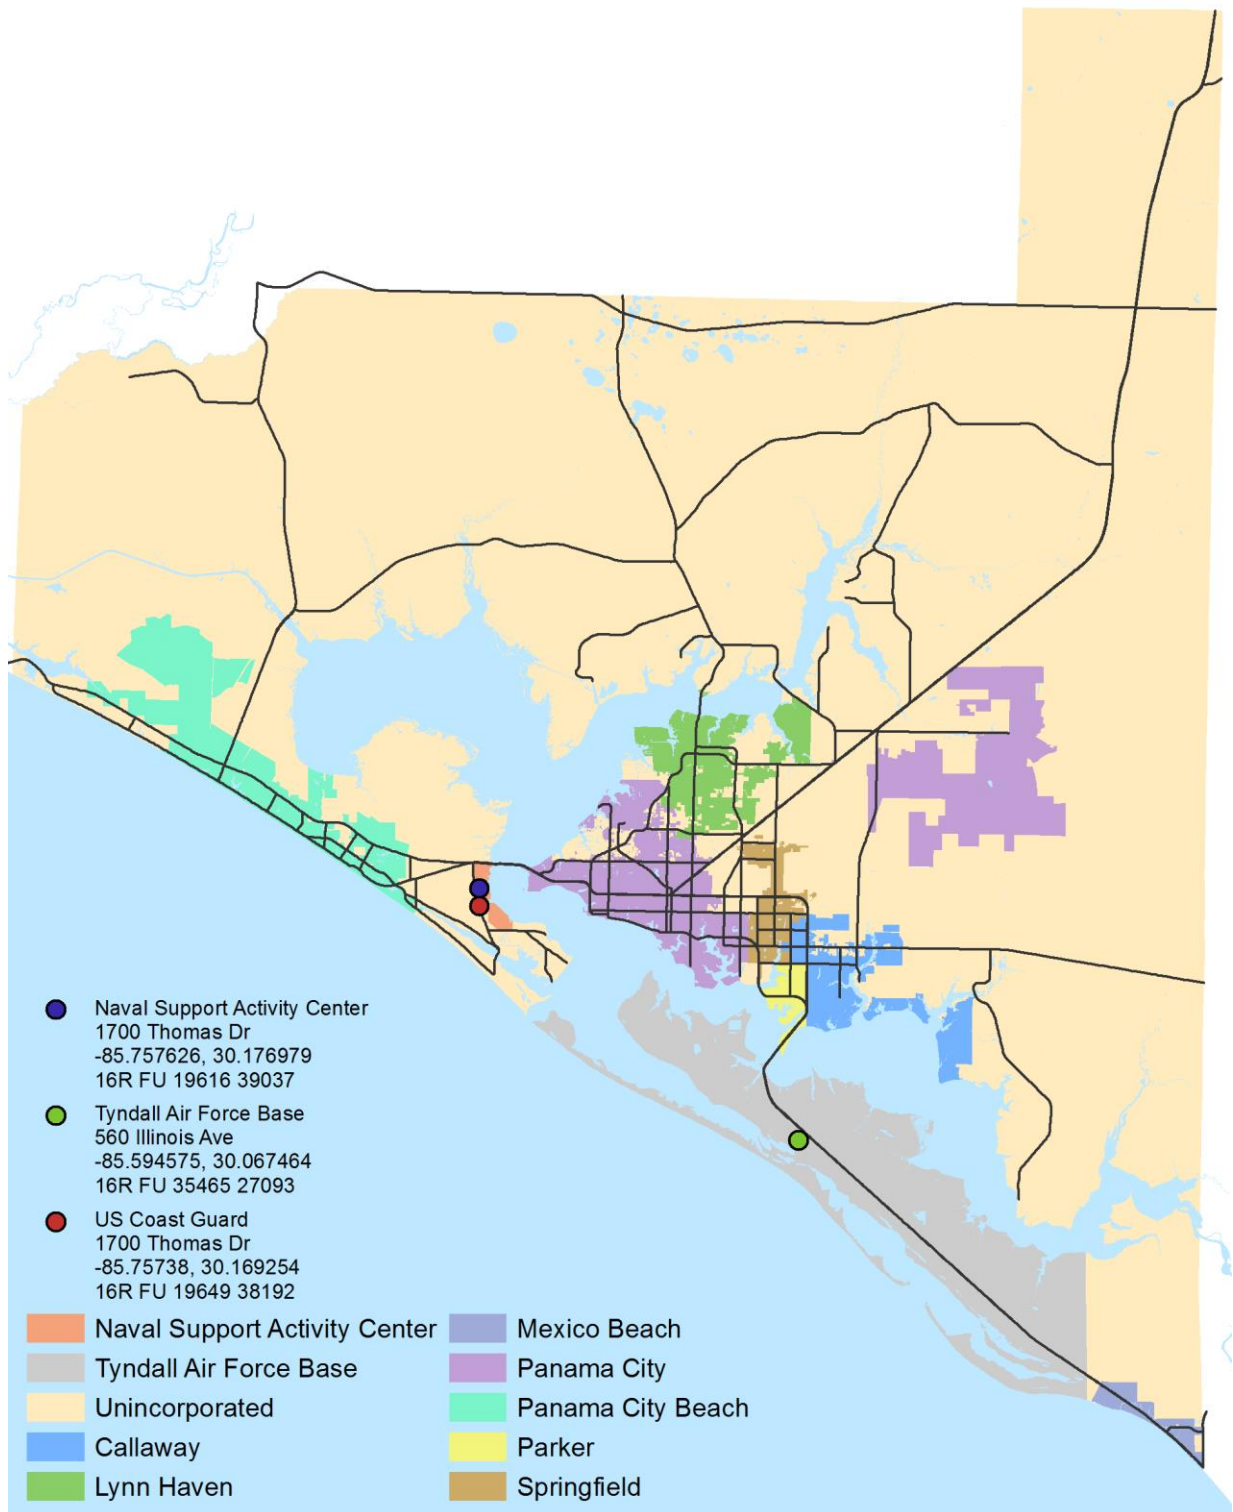 Naval Support Activity Center
1700 Thomas Dr
-85.757626, 30.176979
16R FU 19616 39037
Tyndall Air Force Base
560 Illinois Ave
-85.594575, 30.067464
16R FU 35465 27093
US Coast Guard
1700 Thomas Dr
-85.75738, 30.169254
16R FU 19649 38192
Naval Support Activity Center
Tyndall Air Force Base
Unincorporated
Callaway
Lynn Haven
Mexico Beach
Panama City
Panama City Beach
Parker
Springfield